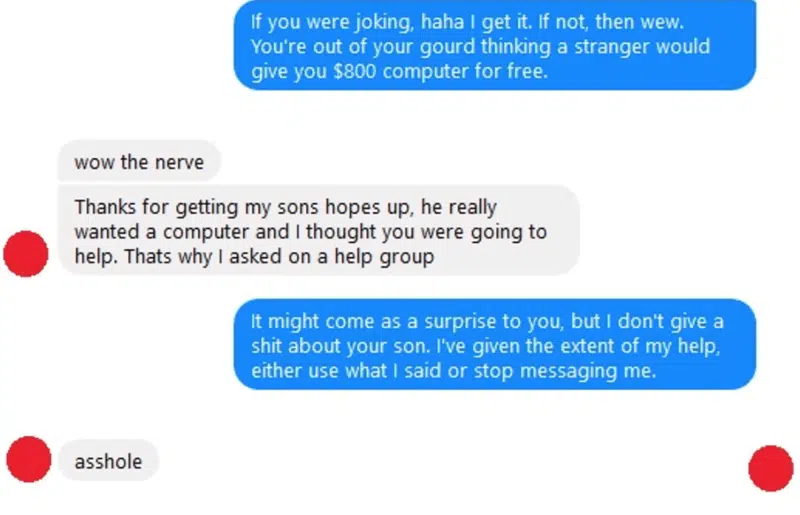 If you were joking, haha I get it. If not, then wew.
You're out of your gourd thinking a stranger would
give you $800 computer for free.
wow the nerve
Thanks for getting my sons hopes up, he really
wanted a computer and I thought you were going to
help. Thats why I asked on a help group
It might come as a surprise to you, but I don't give a
shit about your son. I've given the extent of my help,
either use what I said or stop messaging me.
asshole